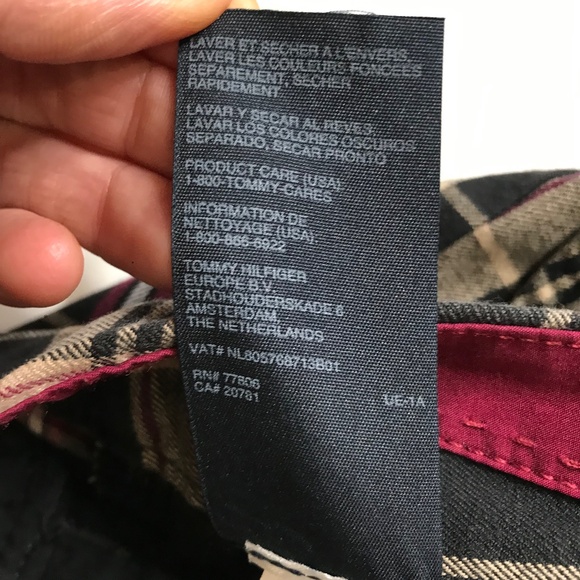 LAVER ET SECHER A L'ENVERS.
LAVER LES COULEURS FONCÉES
SEPAREMENT, SECHER
RAPIDEMENT
LAVAR Y SECAR AL REVES.
LAVAR LOS COLORES OSCUROS
SEPARADO, SECAR PRONTO
PRODUCT CARE (USA):
1-800-TOMMY-CARES
INFORMATION DE
NETTOYAGE (USA):
1-800-866-6922
TOMMY HILFIGER
EUROPE B.V.
STADHOUDERSKADE 6
AMSTERDAM
THE NETHERLANDS
VAT# NL805768713B01
RN# 77806
CA# 20781
UE-1A